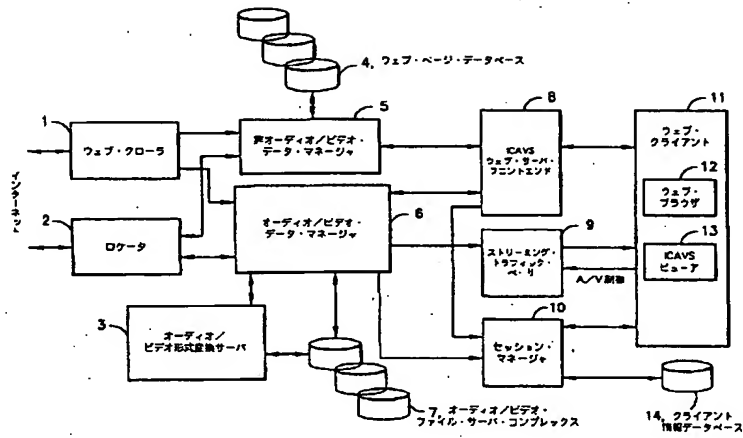 4, ウェブ・ページ・データベース
1
ウェブ・クローラ
5
非オーディオ/ビデオ・
データ・マネージャ
8
ICAVS
ウェブ・サーバ・
フロントエンド
11
ウェブ・
クライアント
12
ウェブ・
ブラウザ
13
ICAVS
ビューア
インターネット
2
ロケータ
6
オーディオ/ビデオ・
データ・マネージャ
9
ストリーミング・
トラフィック・
A/V制御
10
セッション・
マネージャ
3
オーディオ/
ビデオ形式変換サーバ
7, オーディオ/ビデオ・
ファイル・サーバ・コンプレックス
14, クライアント
情報データベース